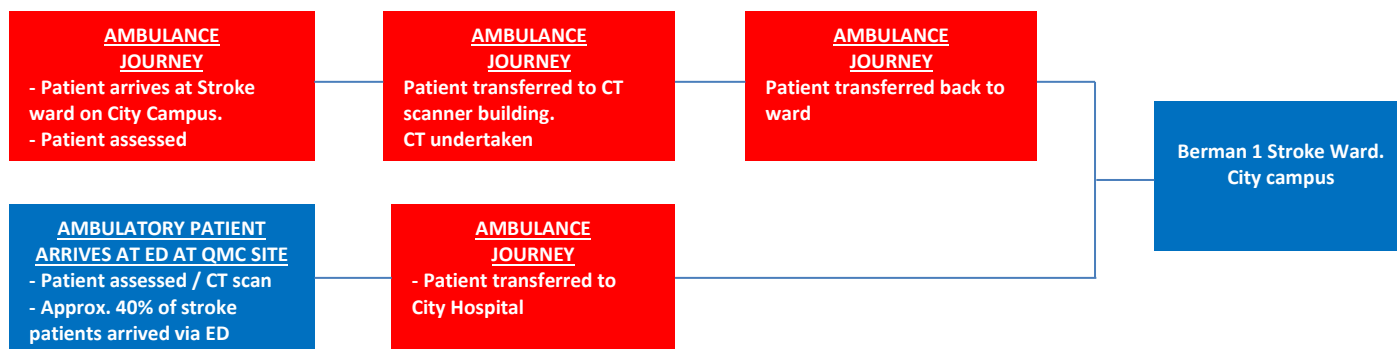 AMBULANCE
JOURNEY
- Patient arrives at Stroke
ward on City Campus.
- Patient assessed
AMBULANCE
JOURNEY
Patient transferred to CT
scanner building.
CT undertaken
AMBULANCE
JOURNEY
Patient transferred back to
ward
Berman 1 Stroke Ward.
City campus
AMBULATORY PATIENT
ARRIVES AT ED AT QMC SITE
- Patient assessed / CT scan
- Approx. 40% of stroke
patients arrived via ED
AMBULANCE
JOURNEY
- Patient transferred to
City Hospital